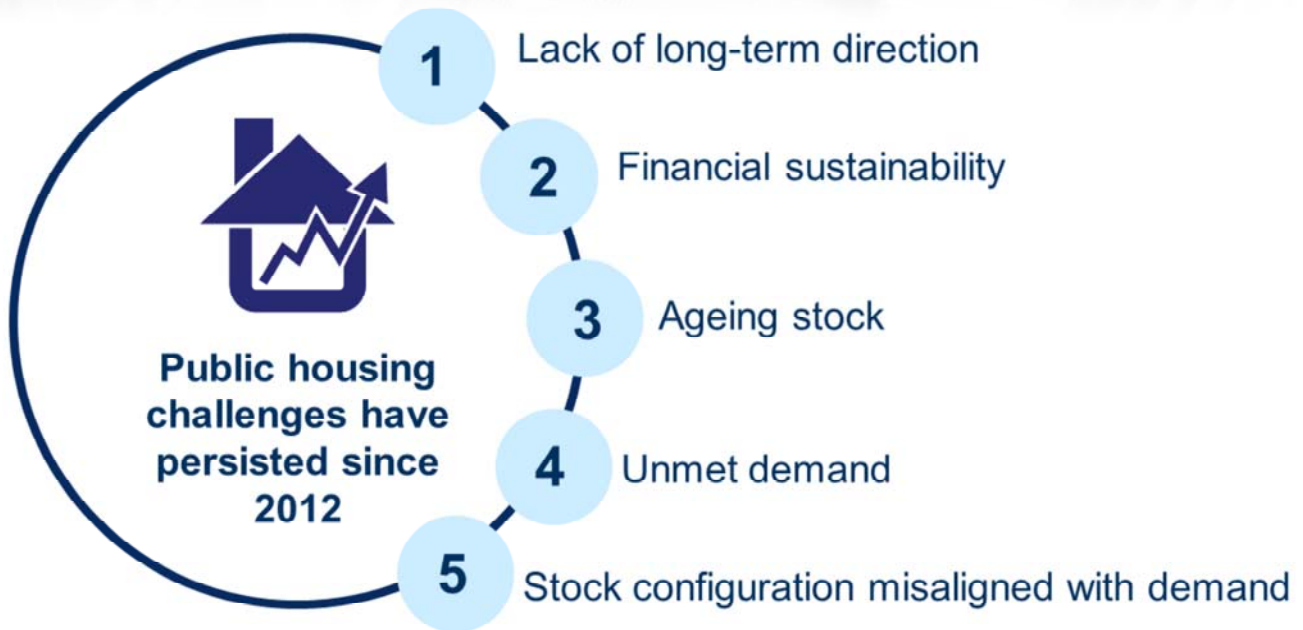 1 Lack of long-term direction
2 Financial sustainability
3 Ageing stock
Public housing
challenges have
persisted since
2012
4 Unmet demand
5 Stock configuration misaligned with demand